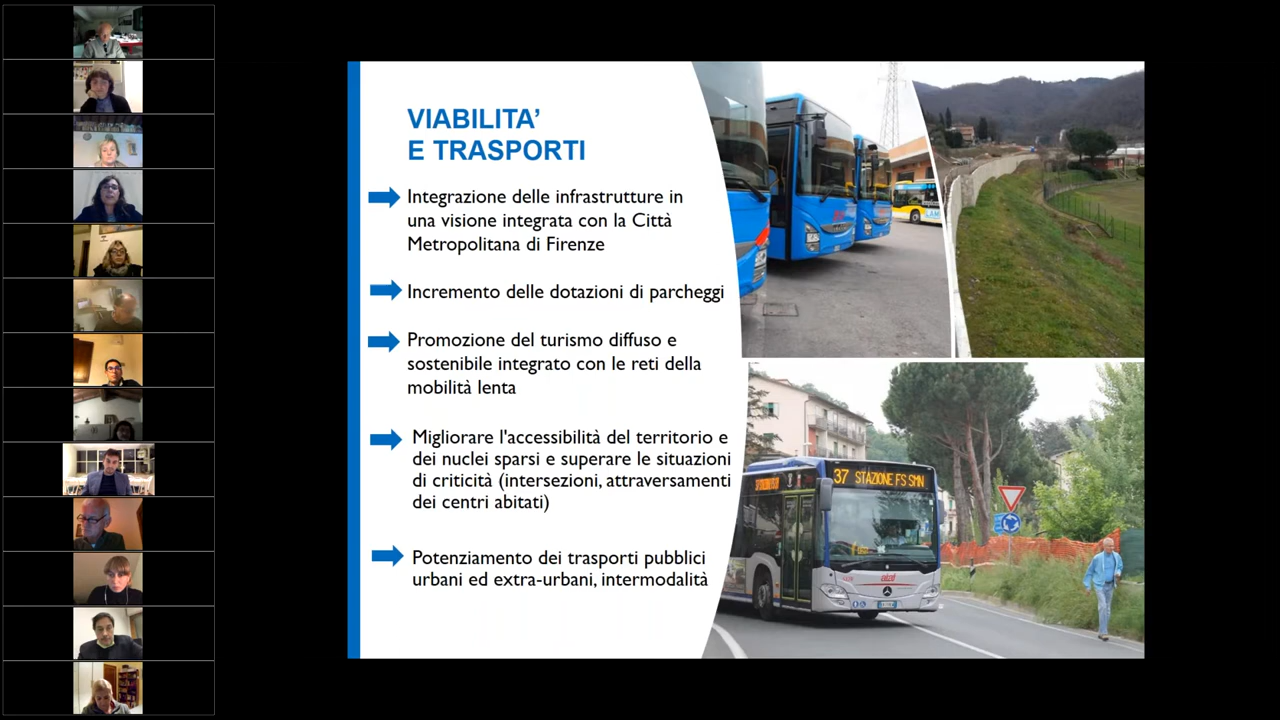 VIABILITA’
E TRASPORTI
Integrazione delle infrastrutture in
una visione integrata con la Città
Metropolitana di Firenze
Incremento delle dotazioni di parcheggi
Promozione del turismo diffuso e
sostenibile integrato con le reti della
mobilità lenta
Migliorare l'accessibilità del territorio e
dei nuclei sparsi e superare le situazioni
di criticità (intersezioni, attraversamenti
dei centri abitati)
Potenziamento dei trasporti pubblici
urbani ed extra-urbani, intermodalità
37 STAZIONE FS SMN
ataf